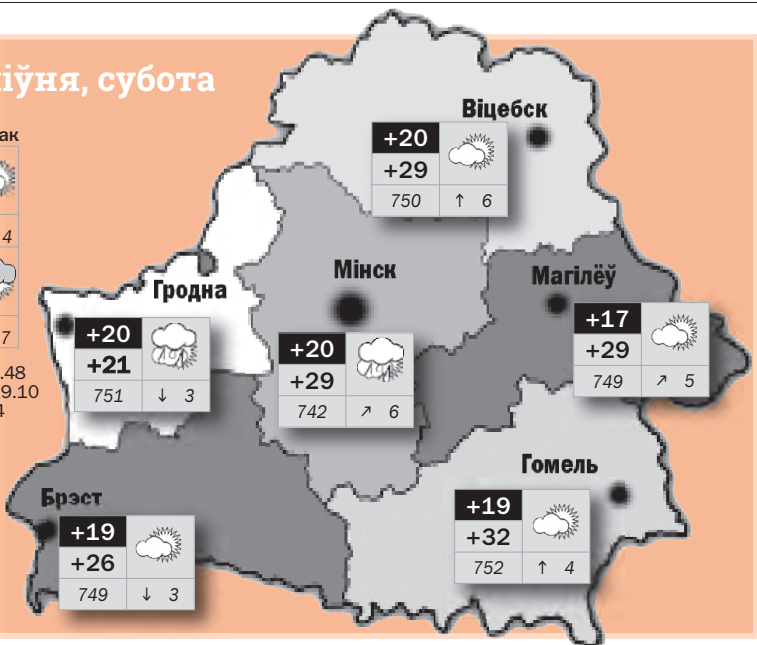 іўня, субота
ак
4
7
.48
9.10
4
Віцебск
+20
+29
750 ↑ 6
Мінск
+20
+29
742 ↗ 6
Магілёў
+17
+29
749 ↗ 5
Гродна
+20
+21
751 ↓ 3
Гомель
+19
+32
752 ↑ 4
Брэст
+19
+26
749 ↓ 3